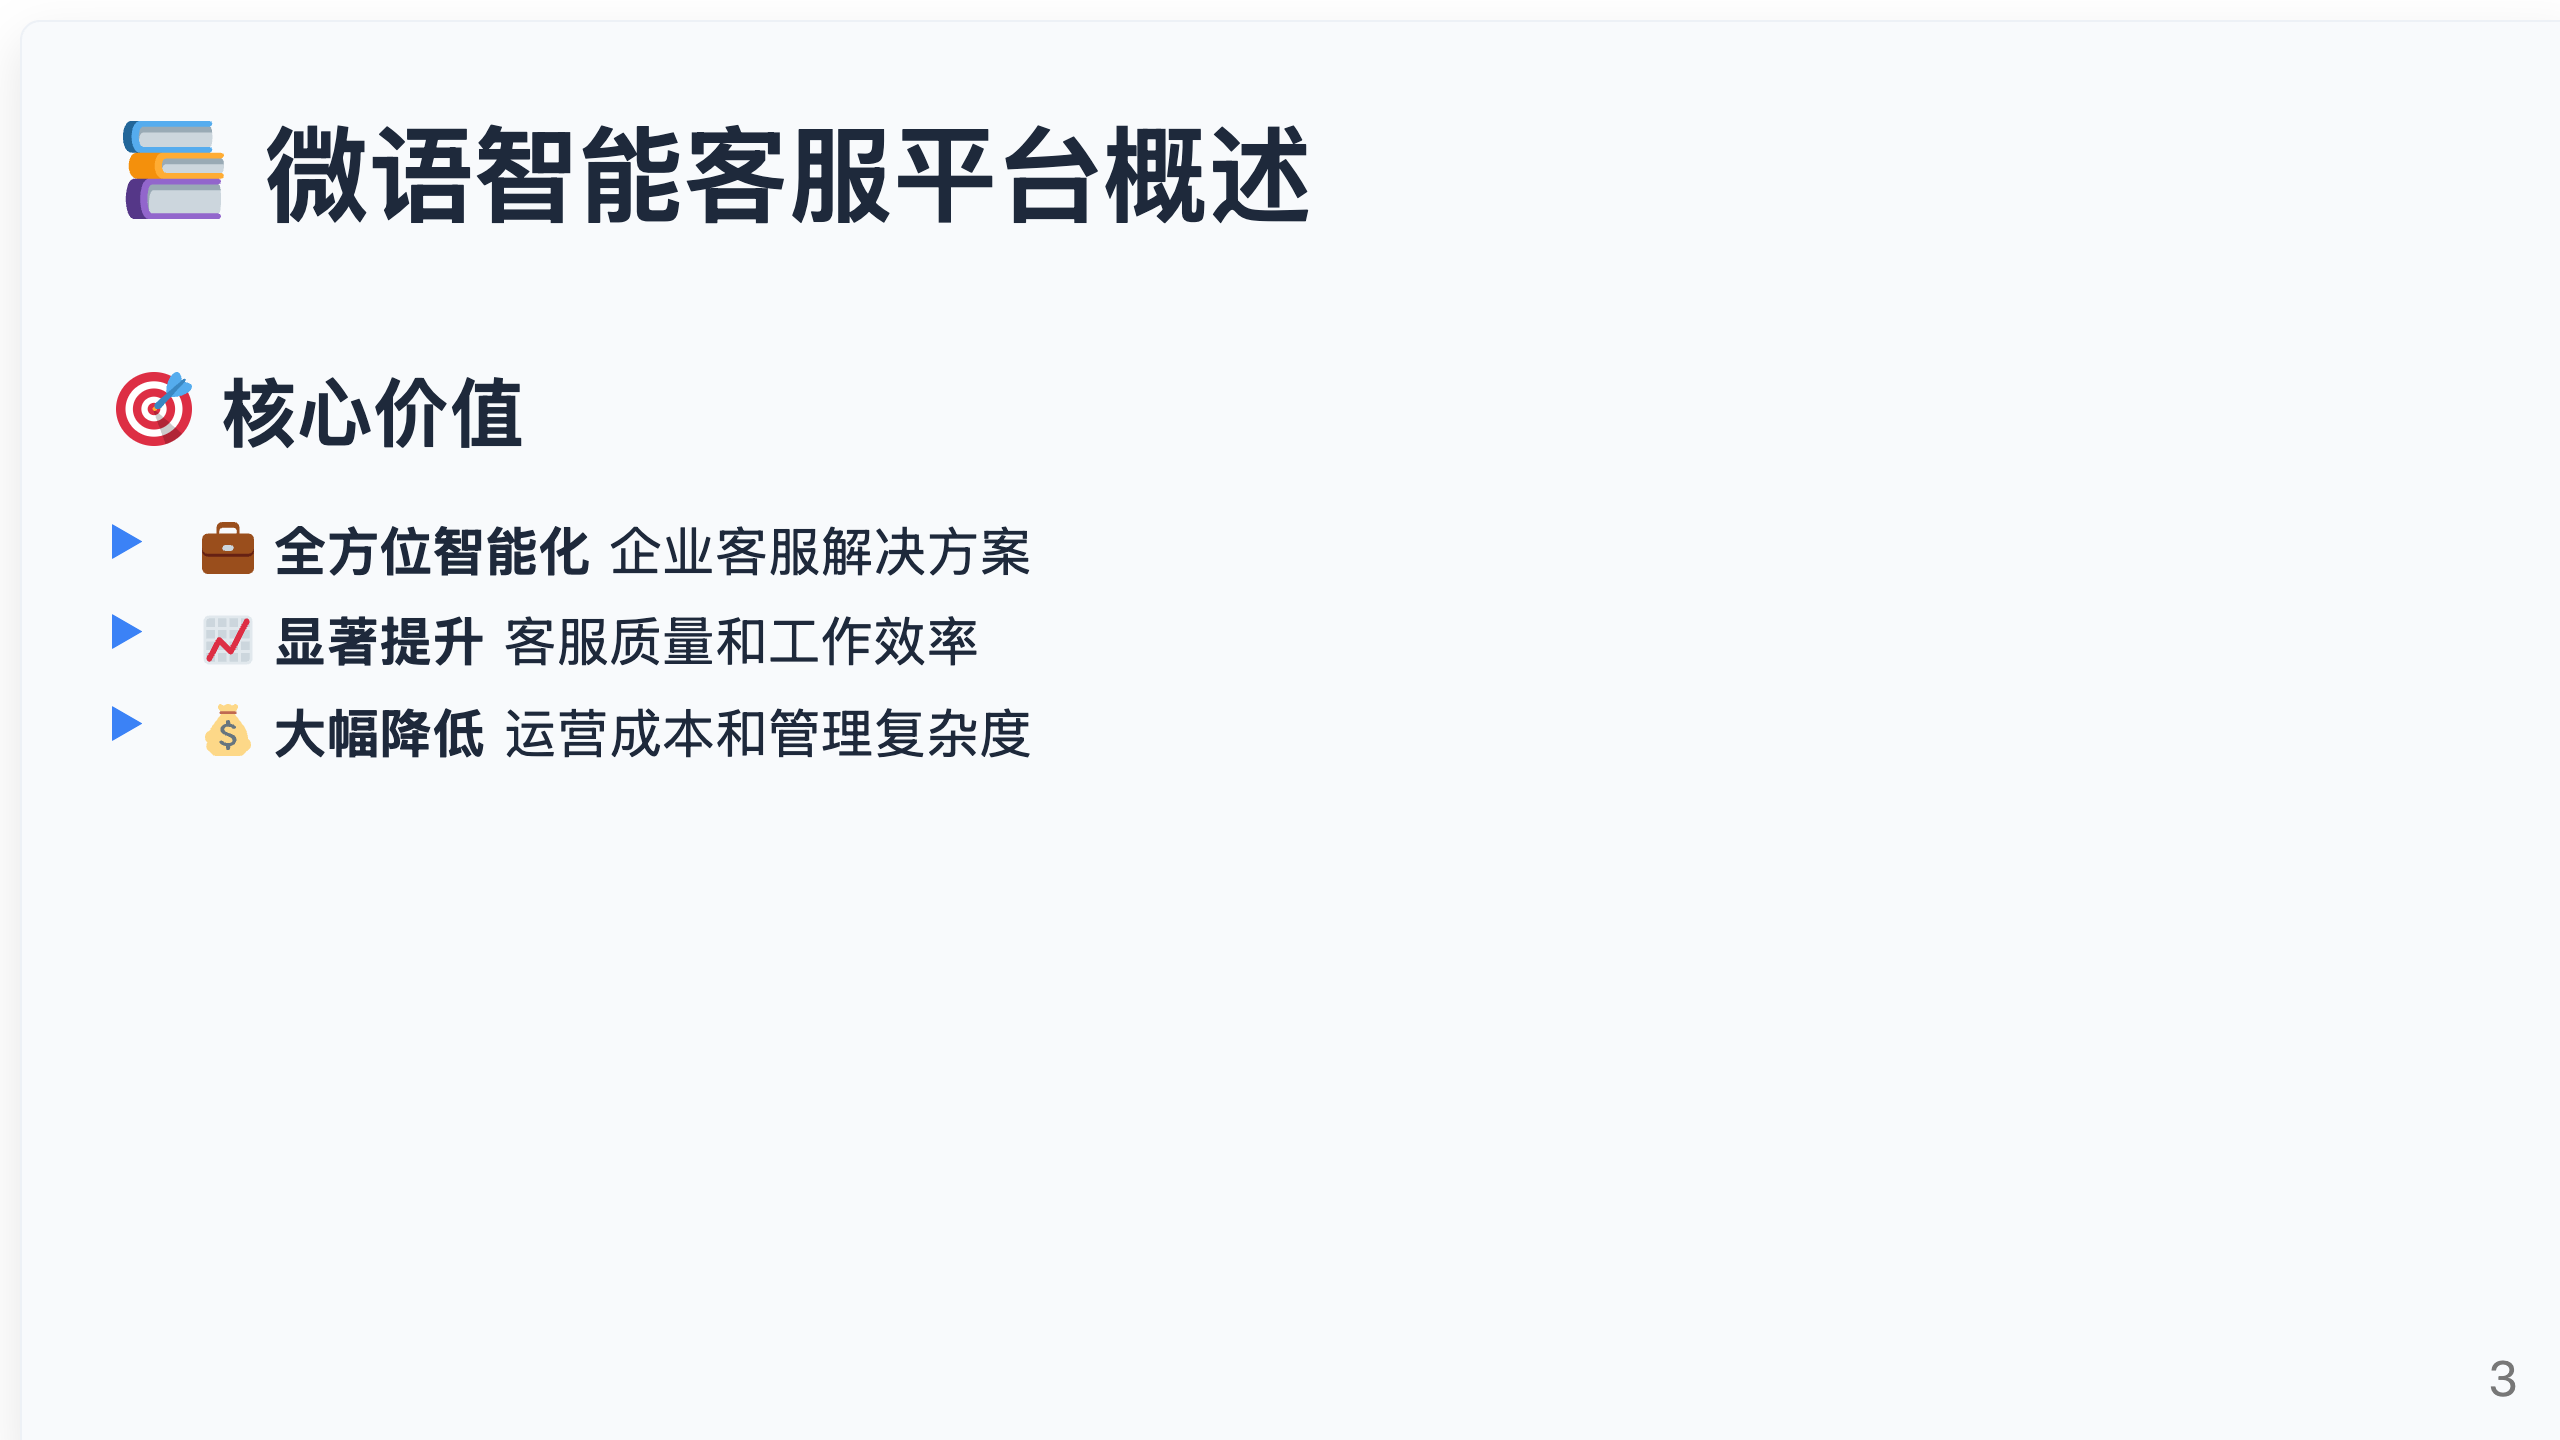 📚 微语智能客服平台概述
🎯 核心价值
💼 全方位智能化 企业客服解决方案
📈 显著提升 客服质量和工作效率
💰 大幅降低 运营成本和管理复杂度
3